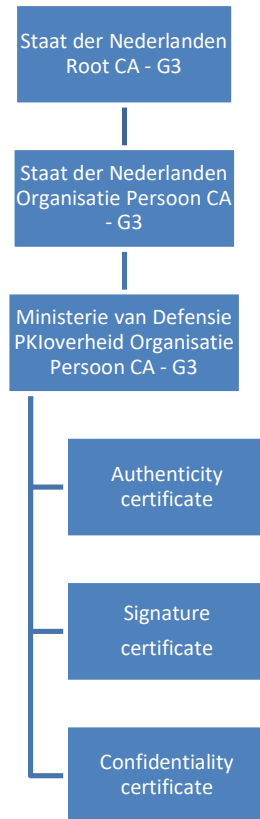 Staat der Nederlanden
Root CA - G3
Staat der Nederlanden
Organisatie Persoon CA
- G3
Ministerie van Defensie
PKIoverheid Organisatie
Persoon CA - G3
Authenticity
certificate
Signature
certificate
Confidentiality
certificate